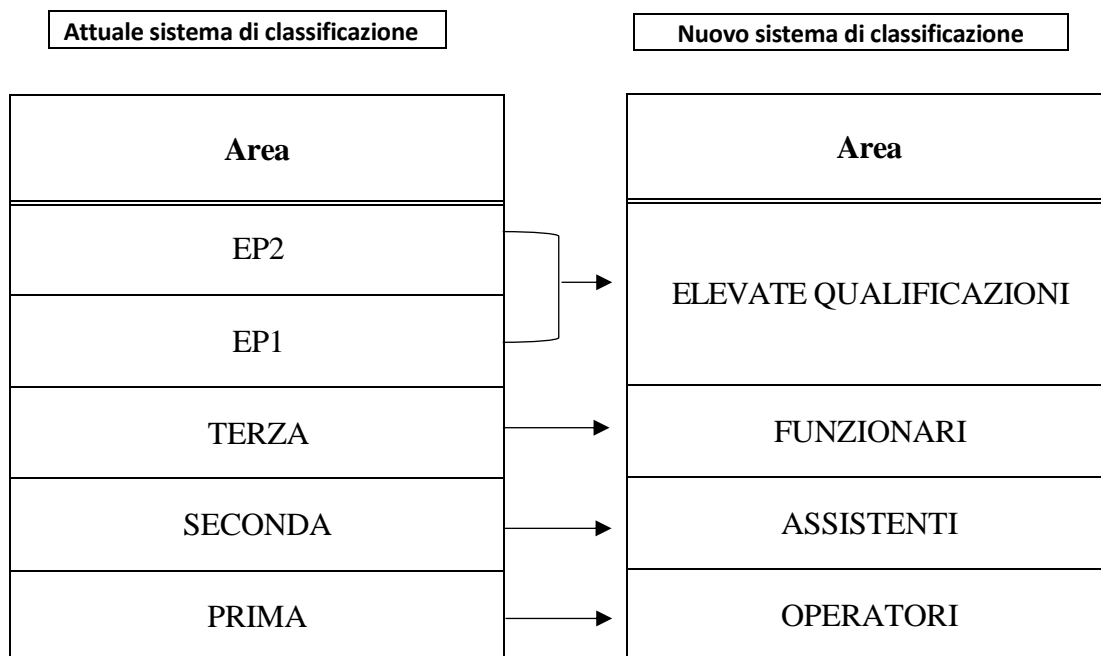 Attuale sistema di classificazione
Nuovo sistema di classificazione
Area
EP2
EP1
TERZA
SECONDA
PRIMA
Area
ELEVATE QUALIFICAZIONI
FUNZIONARI
ASSISTENTI
OPERATORI